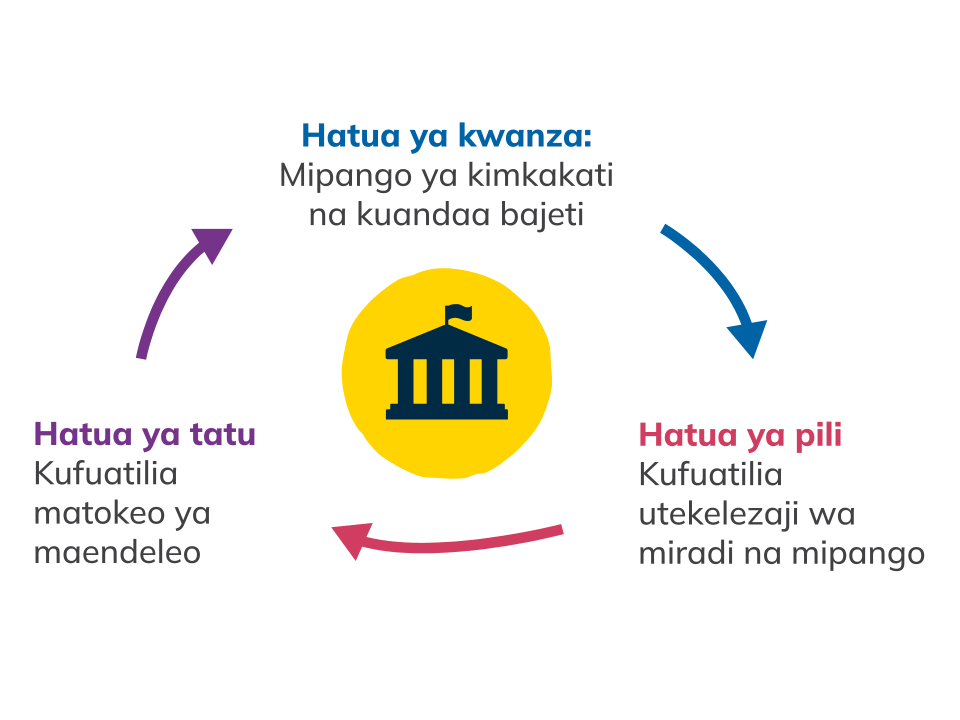 Hatua ya kwanza:
Mipango ya kimkakati
na kuandaa bajeti
Hatua ya pili
Kufuatilia
utekelezaji wa
miradi na mipango
Hatua ya tatu
Kufuatilia
matokeo ya
maendeleo